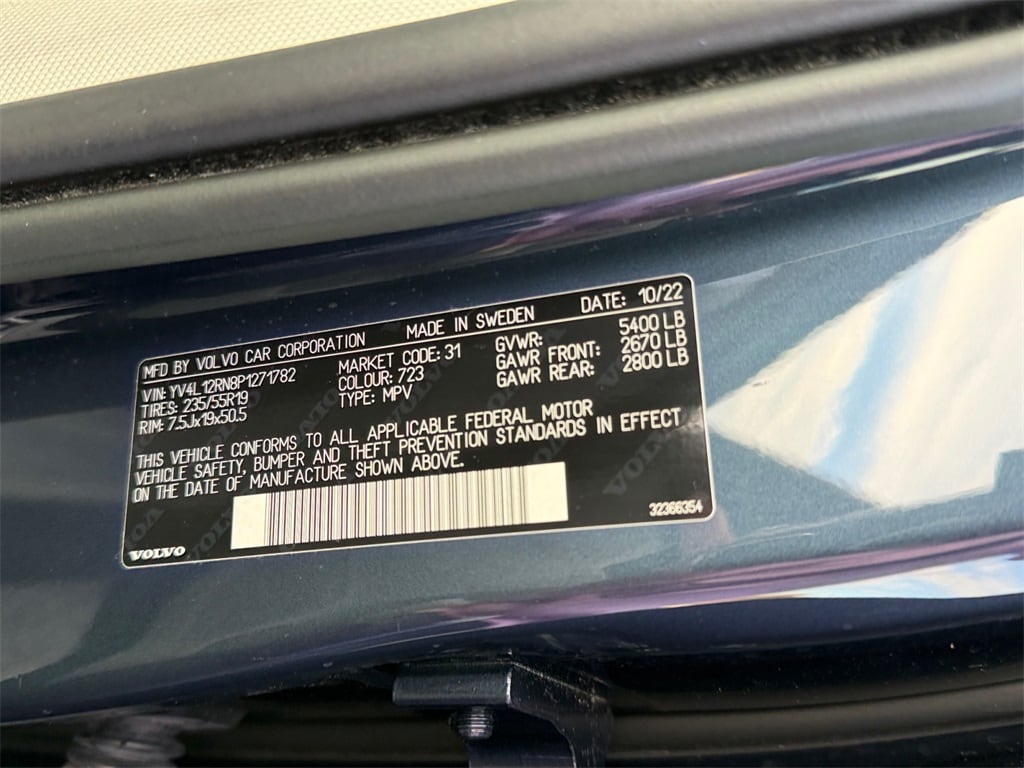 MFD BY VOLVO CAR CORPORATION MADE IN SWEDEN DATE: 10/22
VIN: YV4L12RN8P1271782 MARKET CODE: 31 GVWR: 5400 LB
TIRES: 235/55R19 COLOUR: 723 GAWR FRONT: 2670 LB
RIM: 7.5Jx19x50.5 TYPE: MPV GAWR REAR: 2800 LB
THIS VEHICLE CONFORMS TO ALL APPLICABLE FEDERAL MOTOR
VEHICLE SAFETY, BUMPER AND THEFT PREVENTION STANDARDS IN EFFECT
ON THE DATE OF MANUFACTURE SHOWN ABOVE.
VOLVO 32366354